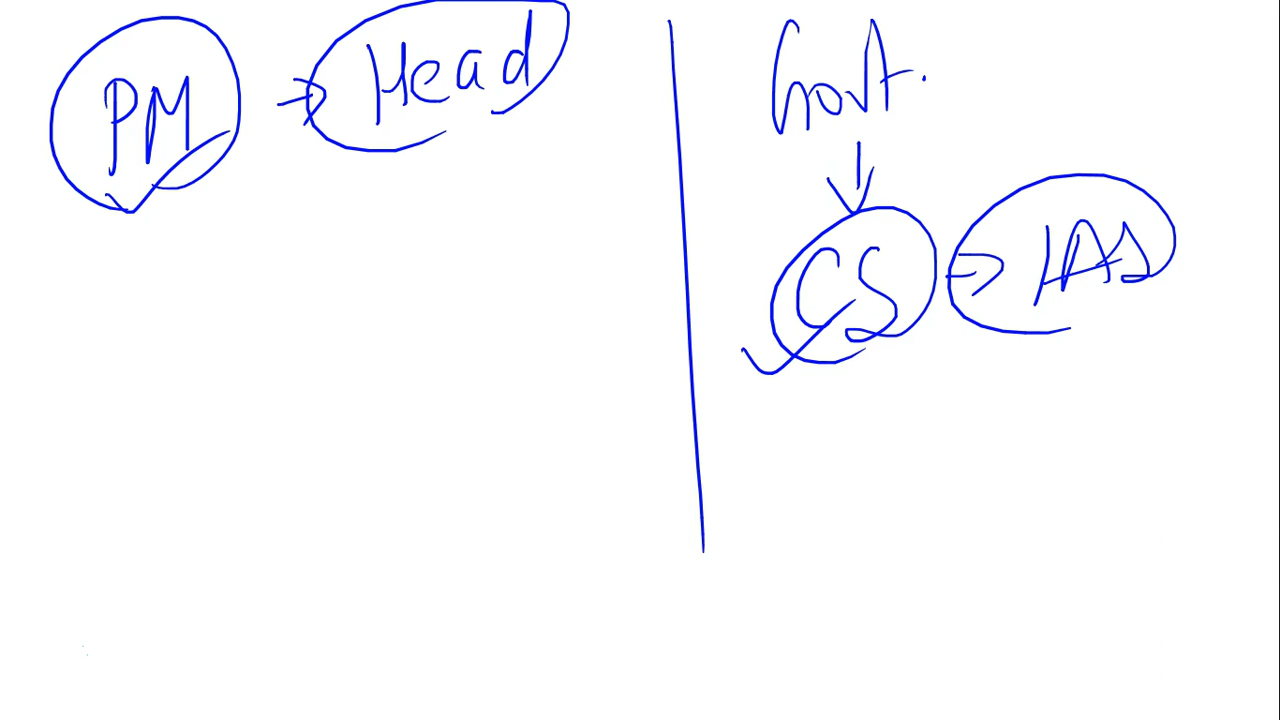 PM → Head
Govt.
↓
CS → IAS